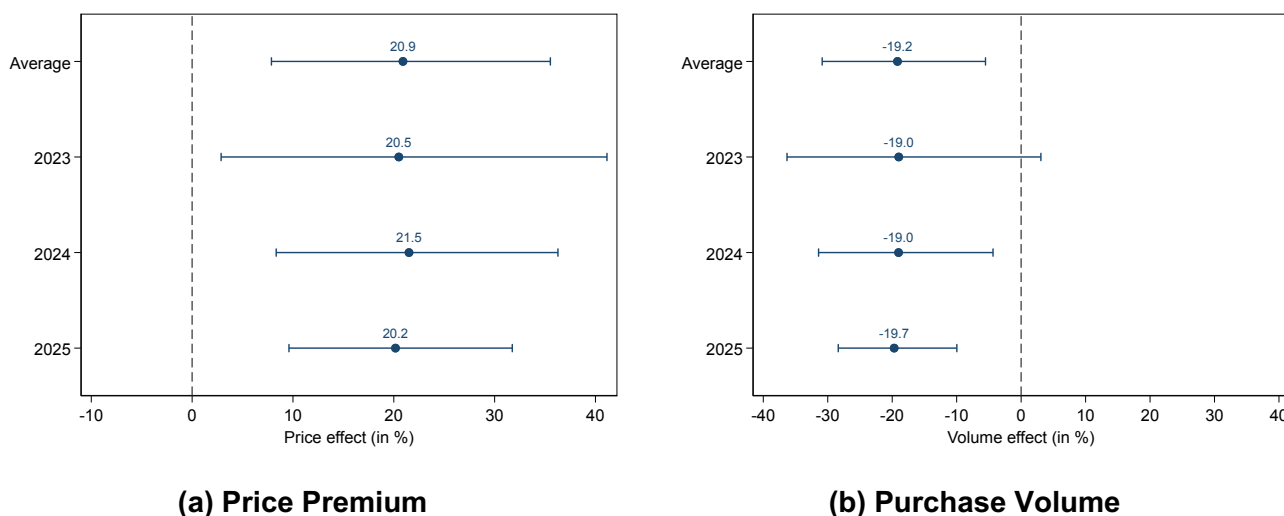 20.9
Average
20.5
2023
21.5
2024
20.2
2025
-10 0 10 20 30 40
Price effect (in %)
(a) Price Premium
-19.2
Average
-19.0
2023
-19.0
2024
-19.7
2025
-40 -30 -20 -10 0 10 20 30 40
Volume effect (in %)
(b) Purchase Volume